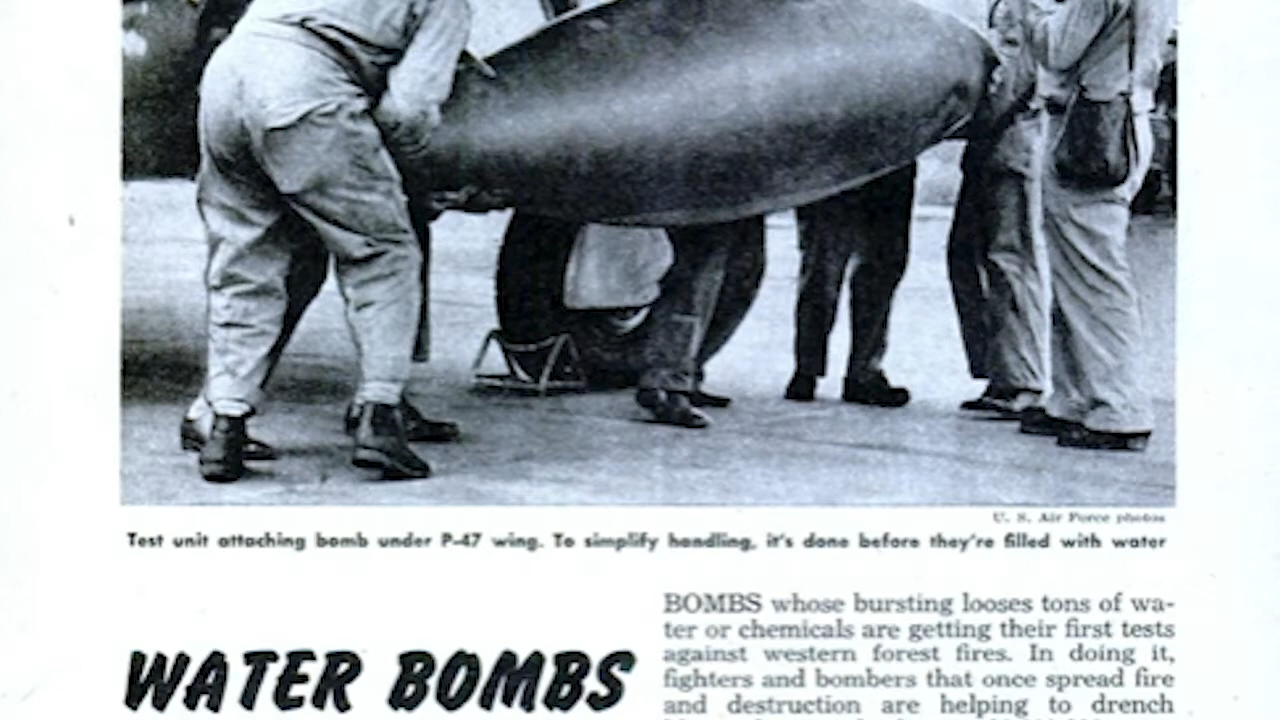 U. S. Air Force photos
Test unit attaching bomb under P-47 wing. To simplify handling, it's done before they're filled with water
WATER BOMBS
BOMBS whose bursting looses tons of wa-
ter or chemicals are getting their first tests
against western forest fires. In doing it,
fighters and bombers that once spread fire
and destruction are helping to drench